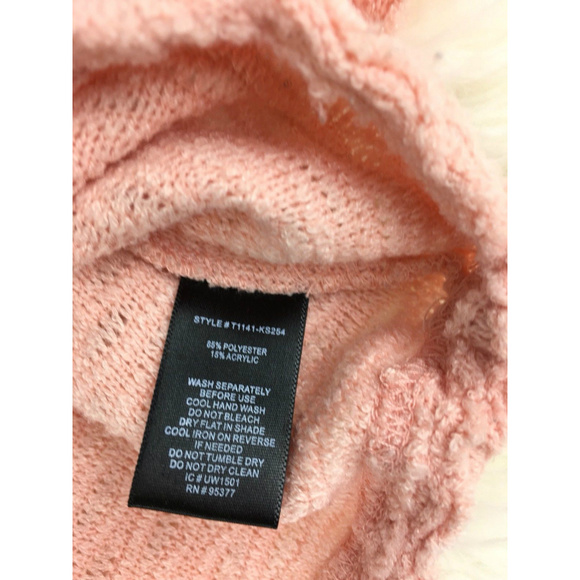 STYLE # T1141-KS254
85% POLYESTER
15% ACRYLIC
WASH SEPARATELY
BEFORE USE
COOL HAND WASH
DO NOT BLEACH
DRY FLAT IN SHADE
COOL IRON ON REVERSE
IF NEEDED
DO NOT TUMBLE DRY
DO NOT DRY CLEAN
IC # UW1501
RN # 95377